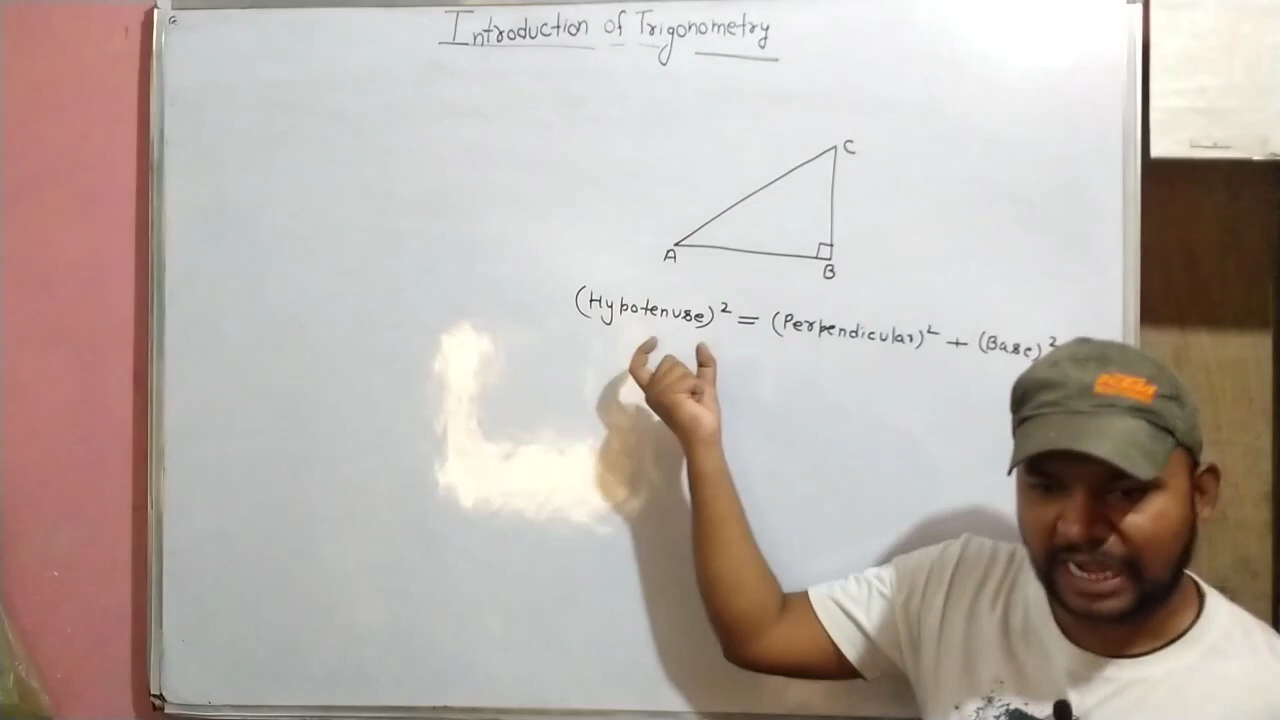 Introduction of Trigonometry
C
A
B
(Hypotenuse)² = (Perpendicular)² + (Base)²